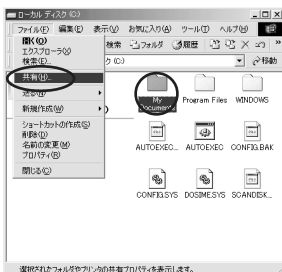 ローカル ディスク (C:)
ファイル(F) 編集(E) 表示(V) お気に入り(A) ツール(T) ヘルプ(H)
開く(O)
エクスプローラ(X)
検索(E)...
共有(H)...
送る(N)
新規作成(W)
ショートカットの作成(S)
削除(D)
名前の変更(M)
プロパティ(R)
閉じる(C)
検索 フォルダ 履歴
(C:) 移動
My Documents
Program Files
WINDOWS
AUTOEXEC...
AUTOEXEC
CONFIG.BAK
CONFIG.SYS
DOSIME.SYS
SCANDISK...
選択されたフォルダやプリンタの共有プロパティを表示します。